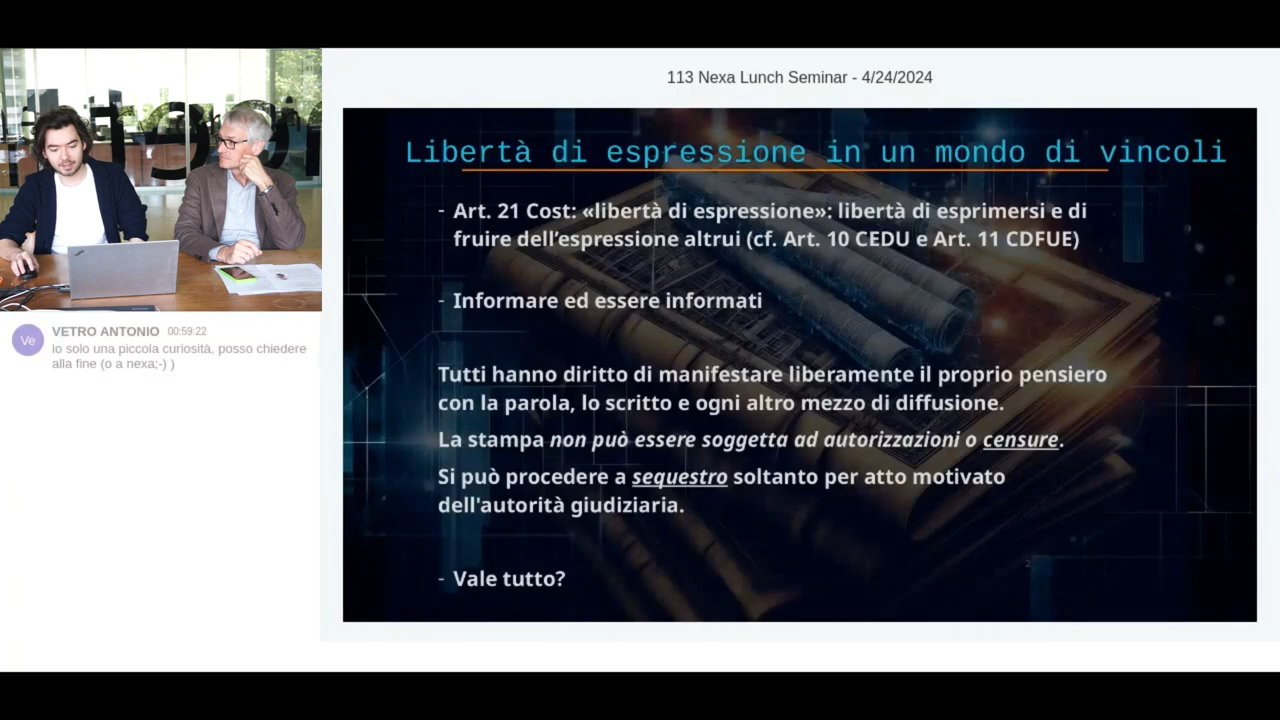 113 Nexa Lunch Seminar - 4/24/2024
Libertà di espressione in un mondo di vincoli
- Art. 21 Cost: «libertà di espressione»: libertà di esprimersi e di
fruire dell’espressione altrui (cf. Art. 10 CEDU e Art. 11 CDFUE)
- Informare ed essere informati
Tutti hanno diritto di manifestare liberamente il proprio pensiero
con la parola, lo scritto e ogni altro mezzo di diffusione.
La stampa non può essere soggetta ad autorizzazioni o censure.
Si può procedere a sequestro soltanto per atto motivato
dell'autorità giudiziaria.
- Vale tutto?
2
Ve
VETRO ANTONIO 00:59:22
io solo una piccola curiosità, posso chiedere
alla fine (o a nexa;-) )